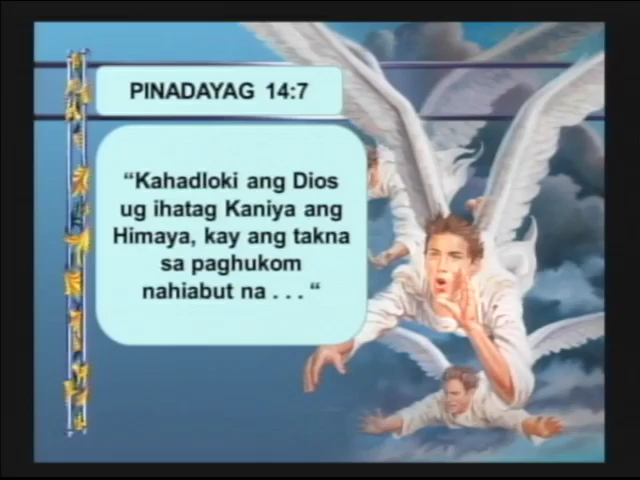 PINADAYAG 14:7
“Kahadloki ang Dios
ug ihatag Kaniya ang
Himaya, kay ang takna
sa paghukom
nahiabut na . . . “